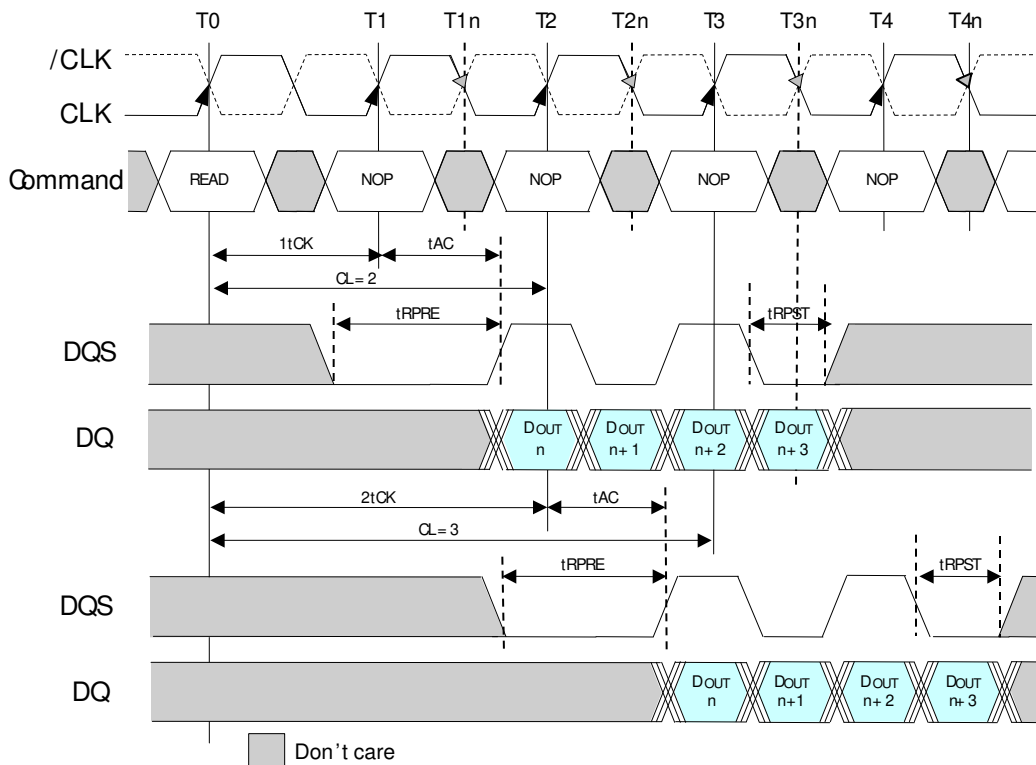 T0 T1 T1n T2 T2n T3 T3n T4 T4n
/CLK
CLK
Command READ NOP NOP NOP NOP
1tCK tAC
CL=2
tRPRE tRPST
DQS
DQ DOUT n DOUT n+1 DOUT n+2 DOUT n+3
2tCK tAC
CL=3
tRPRE tRPST
DQS
DQ DOUT n DOUT n+1 DOUT n+2 DOUT n+3
Don't care